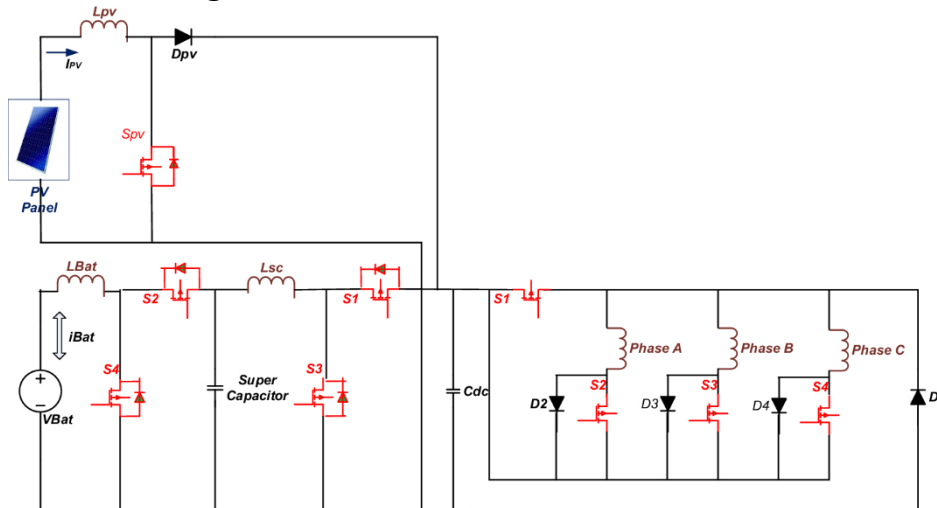 Lpv
Dpv
IPV
Spv
PV
Panel
LBat
S2
Lsc
S1
S1
iBat
S4
Super
Capacitor
S3
Cdc
Phase A
Phase B
Phase C
S2
S3
S4
D2
D3
D4
D
+
−
VBat